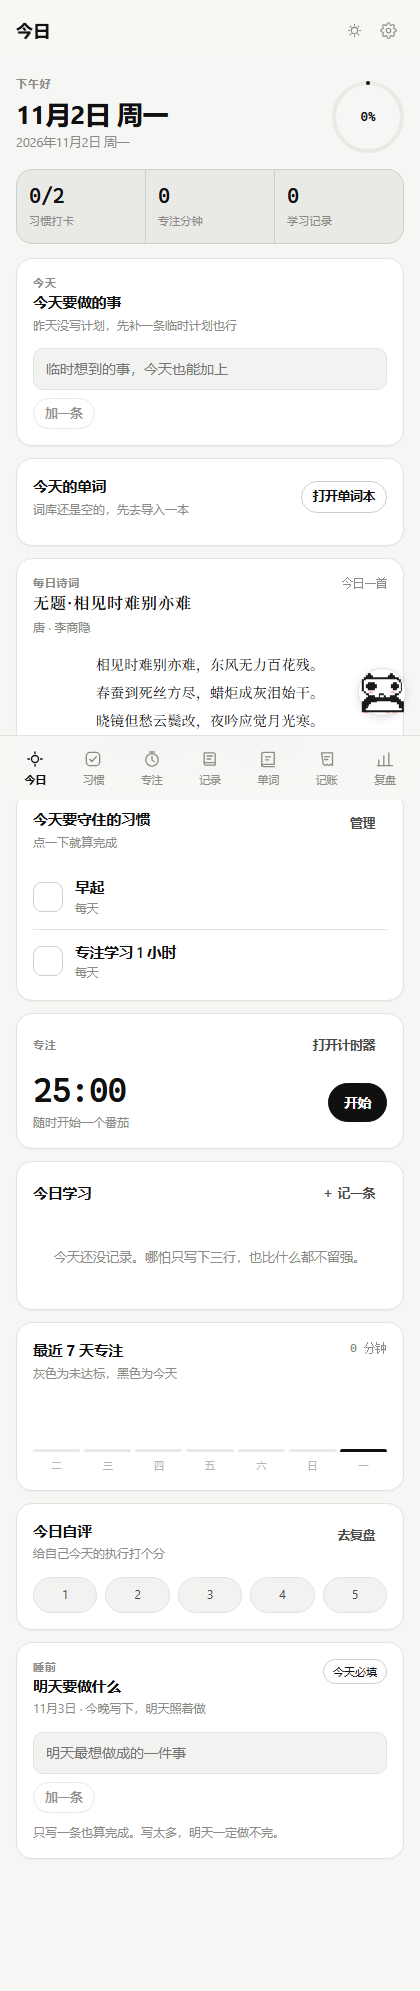 今日
下午好
11月2日 周一
2026年11月2日 周一
0%
0/2
习惯打卡
0
专注分钟
0
学习记录
今天
今天要做的事
昨天没写计划，先补一条临时计划也行
临时想到的事，今天也能加上
加一条
今天的单词
词库还是空的，先去导入一本
打开单词本
每日诗词
今日一首
无题·相见时难别亦难
唐 · 李商隐
相见时难别亦难，东风无力百花残。
春蚕到死丝方尽，蜡炬成灰泪始干。
晓镜但愁云鬓改，夜吟应觉月光寒。
今日
习惯
专注
记录
单词
记账
复盘
今天要守住的习惯
管理
点一下就算完成
早起
每天
专注学习 1 小时
每天
专注
打开计时器
25:00
随时开始一个番茄
开始
今日学习
+ 记一条
今天还没记录。哪怕只写下三行，也比什么都不留强。
最近 7 天专注
0 分钟
灰色为未达标，黑色为今天
二
三
四
五
六
日
一
今日自评
去复盘
给自己今天的执行打个分
1
2
3
4
5
睡前
今天必填
明天要做什么
11月3日 · 今晚写下，明天照着做
明天最想做成的一件事
加一条
只写一条也算完成。写太多，明天一定做不完。